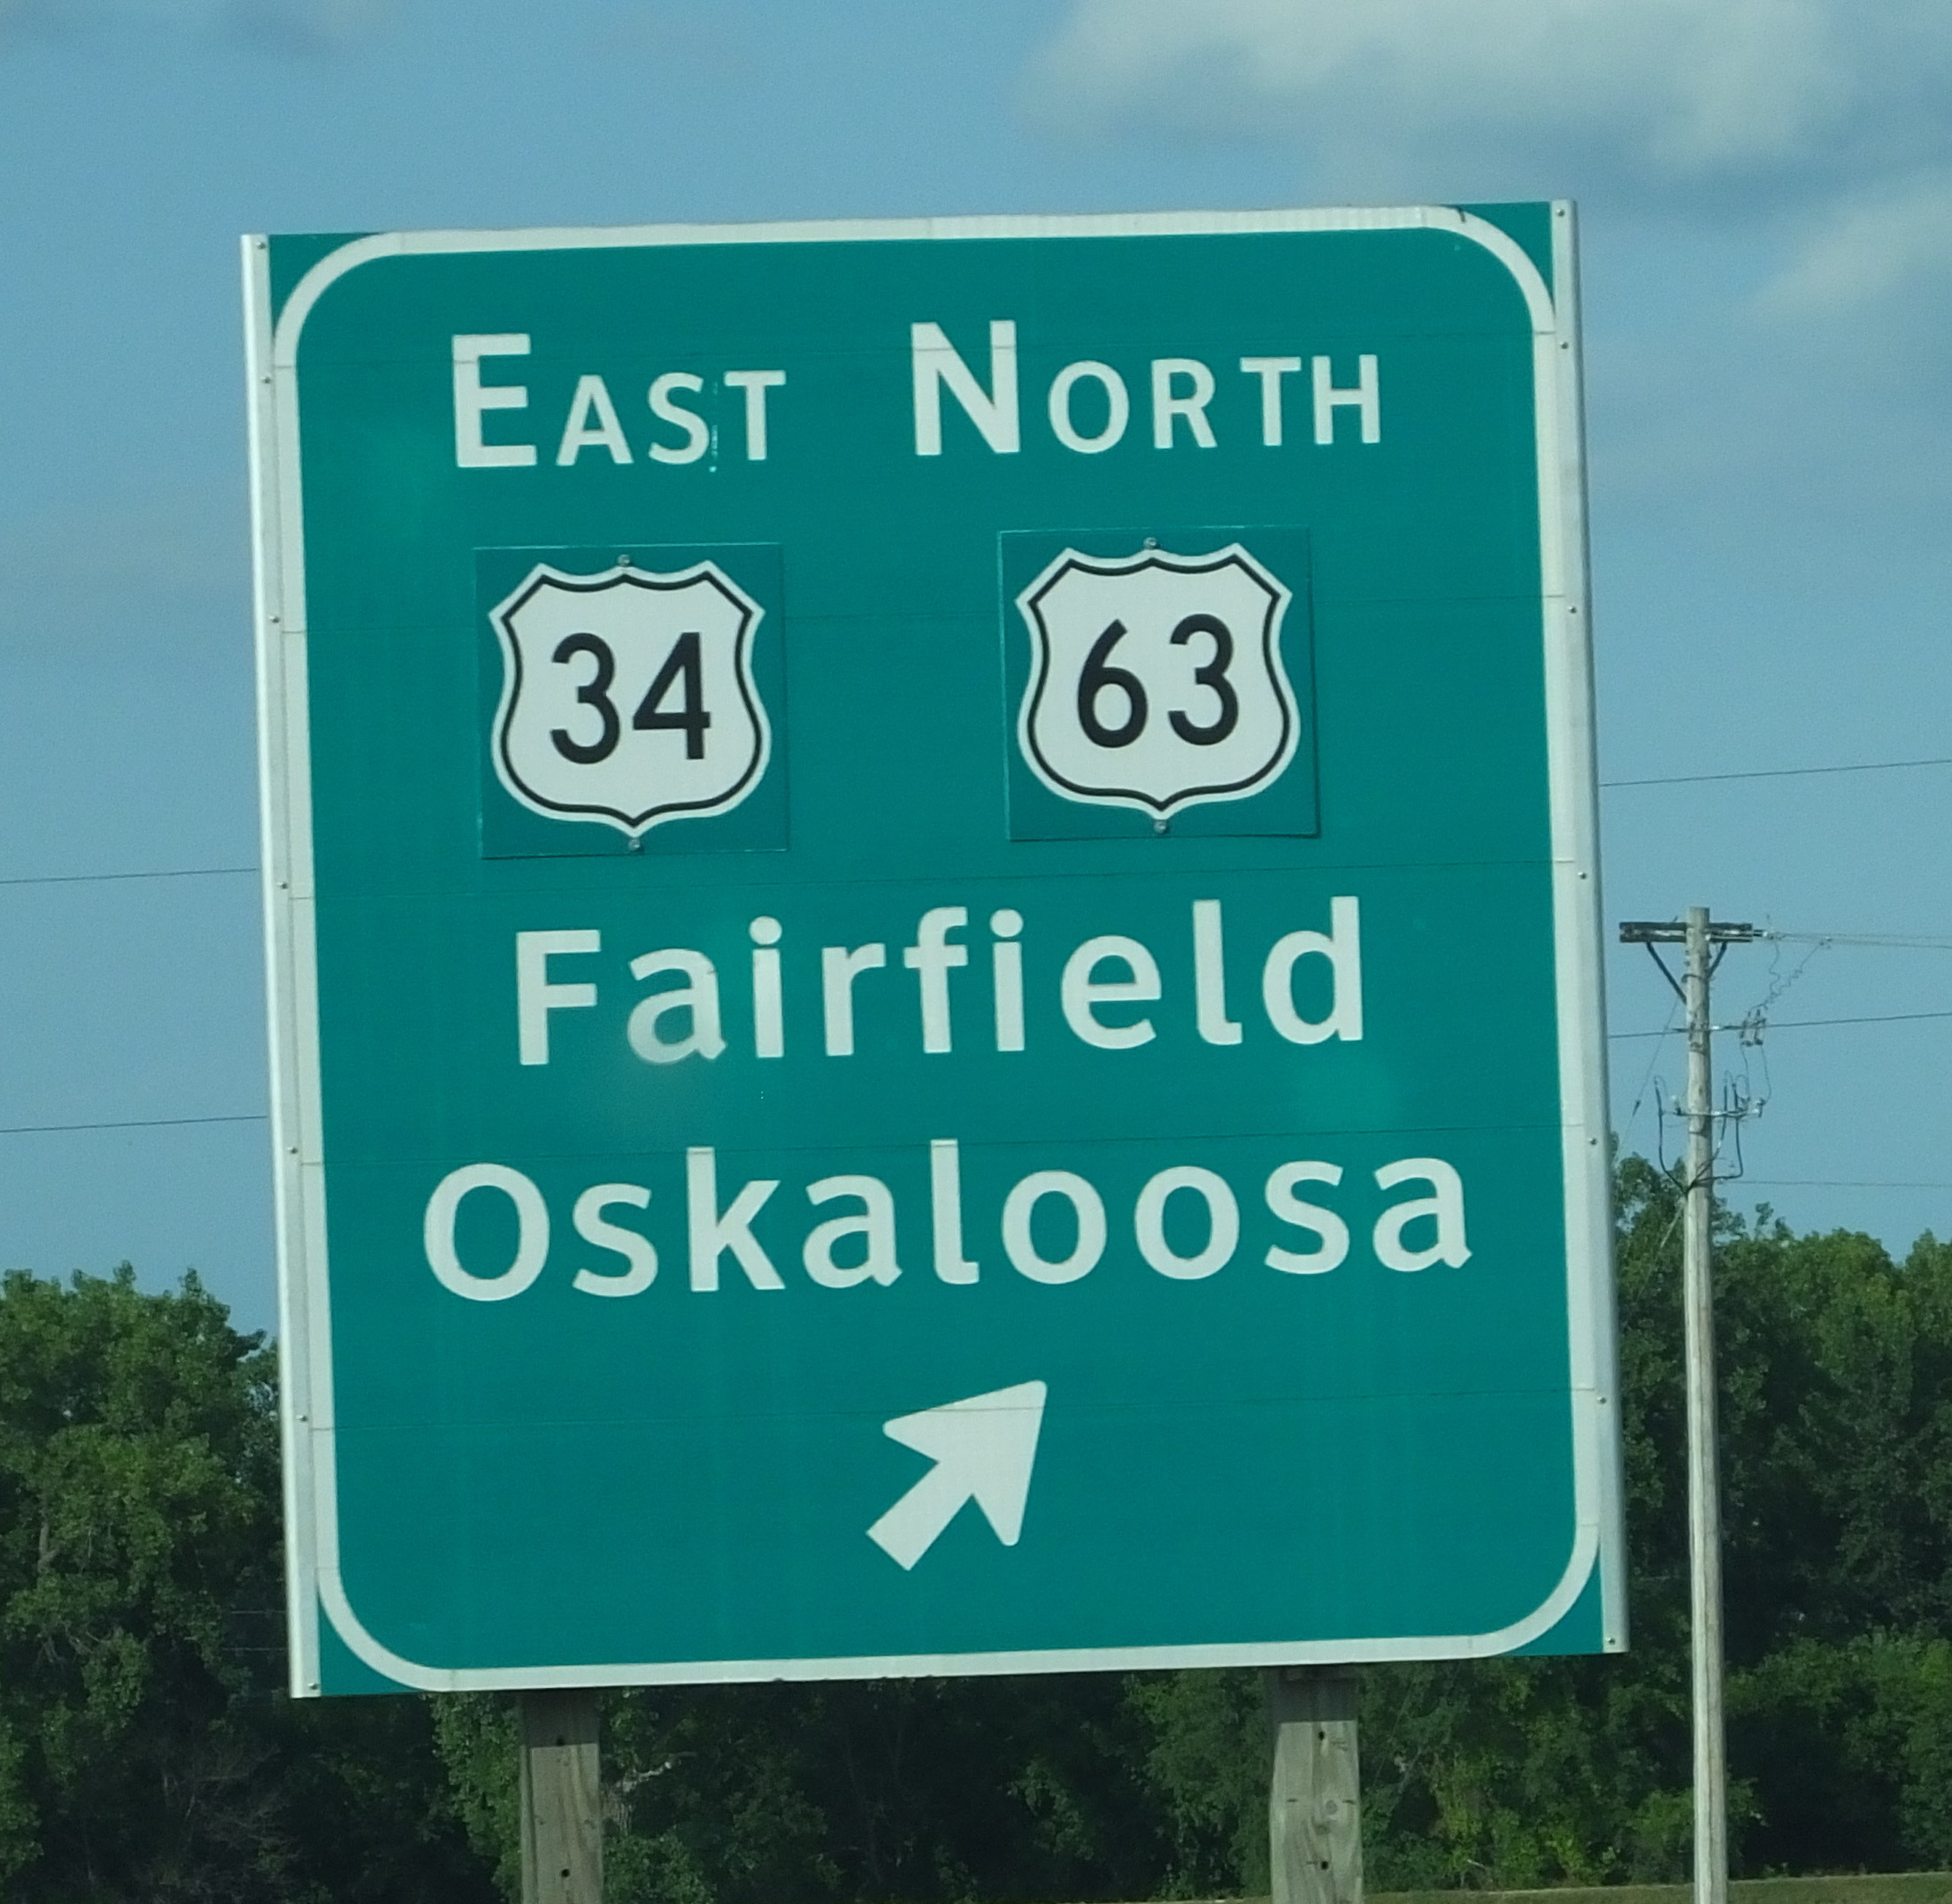 EAST NORTH
34 63
Fairfield
Oskaloosa